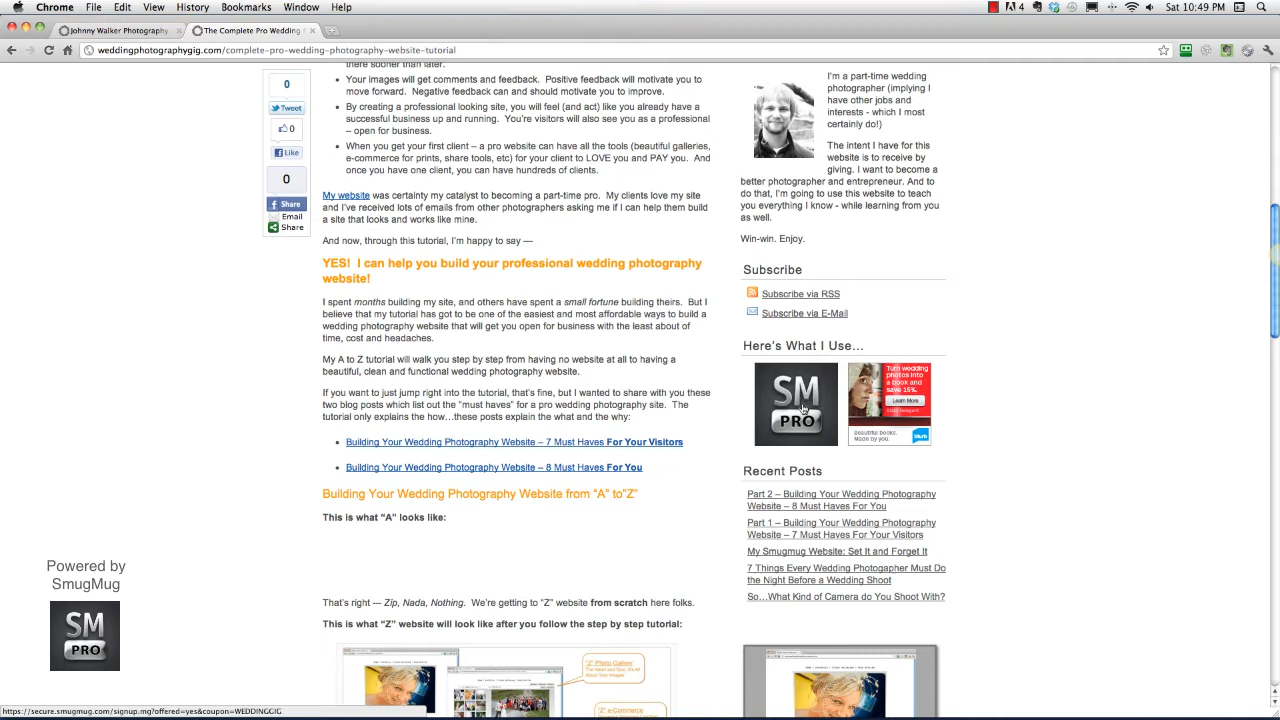 Chrome File Edit View History Bookmarks Window Help
4 Sat 10:49 PM
Johnny Walker Photography
The Complete Pro Wedding
weddingphotographygig.com/complete-pro-wedding-photography-website-tutorial
0
Tweet
0
Like
0
Share
Email
Share
there sooner than later.
• Your images will get comments and feedback. Positive feedback will motivate you to
move forward. Negative feedback can and should motivate you to improve.
• By creating a professional looking site, you will feel (and act) like you already have a
successful business up and running. You're visitors will also see you as a professional
– open for business.
• When you get your first client – a pro website can have all the tools (beautiful galleries,
e-commerce for prints, share tools, etc) for your client to LOVE you and PAY you. And
once you have one client, you can have hundreds of clients.
My website was certainty my catalyst to becoming a part-time pro. My clients love my site
and I've received lots of emails from other photographers asking me if I can help them build
a site that looks and works like mine.
And now, through this tutorial, I'm happy to say —
YES! I can help you build your professional wedding photography
website!
I spent months building my site, and others have spent a small fortune building theirs. But I
believe that my tutorial has got to be one of the easiest and most affordable ways to build a
wedding photography website that will get you open for business with the least about of
time, cost and headaches.
My A to Z tutorial will walk you step by step from having no website at all to having a
beautiful, clean and functional wedding photography website.
If you want to just jump right into the tutorial, that's fine, but I wanted to share with you these
two blog posts which list out the "must haves" for a pro wedding photography site. The
tutorial only explains the how…these posts explain the what and the why:
• Building Your Wedding Photography Website – 7 Must Haves For Your Visitors
• Building Your Wedding Photography Website – 8 Must Haves For You
Building Your Wedding Photography Website from "A" to"Z"
This is what "A" looks like:
That's right -– Zip, Nada, Nothing. We're getting to "Z" website from scratch here folks.
This is what "Z" website will look like after you follow the step by step tutorial:
"Z" Photo Gallery
"Z" e-Commerce
I'm a part-time wedding
photographer (implying I
have other jobs and
interests - which I most
certainly do!)
The intent I have for this
website is to receive by
giving. I want to become a
better photographer and entrepreneur. And to
do that, I'm going to use this website to teach
you everything I know - while learning from you
as well.
Win-win. Enjoy.
Subscribe
Subscribe via RSS
Subscribe via E-Mail
Here's What I Use…
SM
PRO
Turn wedding
photos into
a book and
save 15%.
Learn More
Beautiful books.
Made by you.
blurb
Recent Posts
Part 2 – Building Your Wedding Photography
Website – 8 Must Haves For You
Part 1 – Building Your Wedding Photography
Website – 7 Must Haves For Your Visitors
My Smugmug Website: Set It and Forget It
7 Things Every Wedding Photogapher Must Do
the Night Before a Wedding Shoot
So…What Kind of Camera do You Shoot With?
Powered by
SmugMug
SM
PRO
https://secure.smugmug.com/signup.mg?offered=yes&coupon=WEDDINGGIG